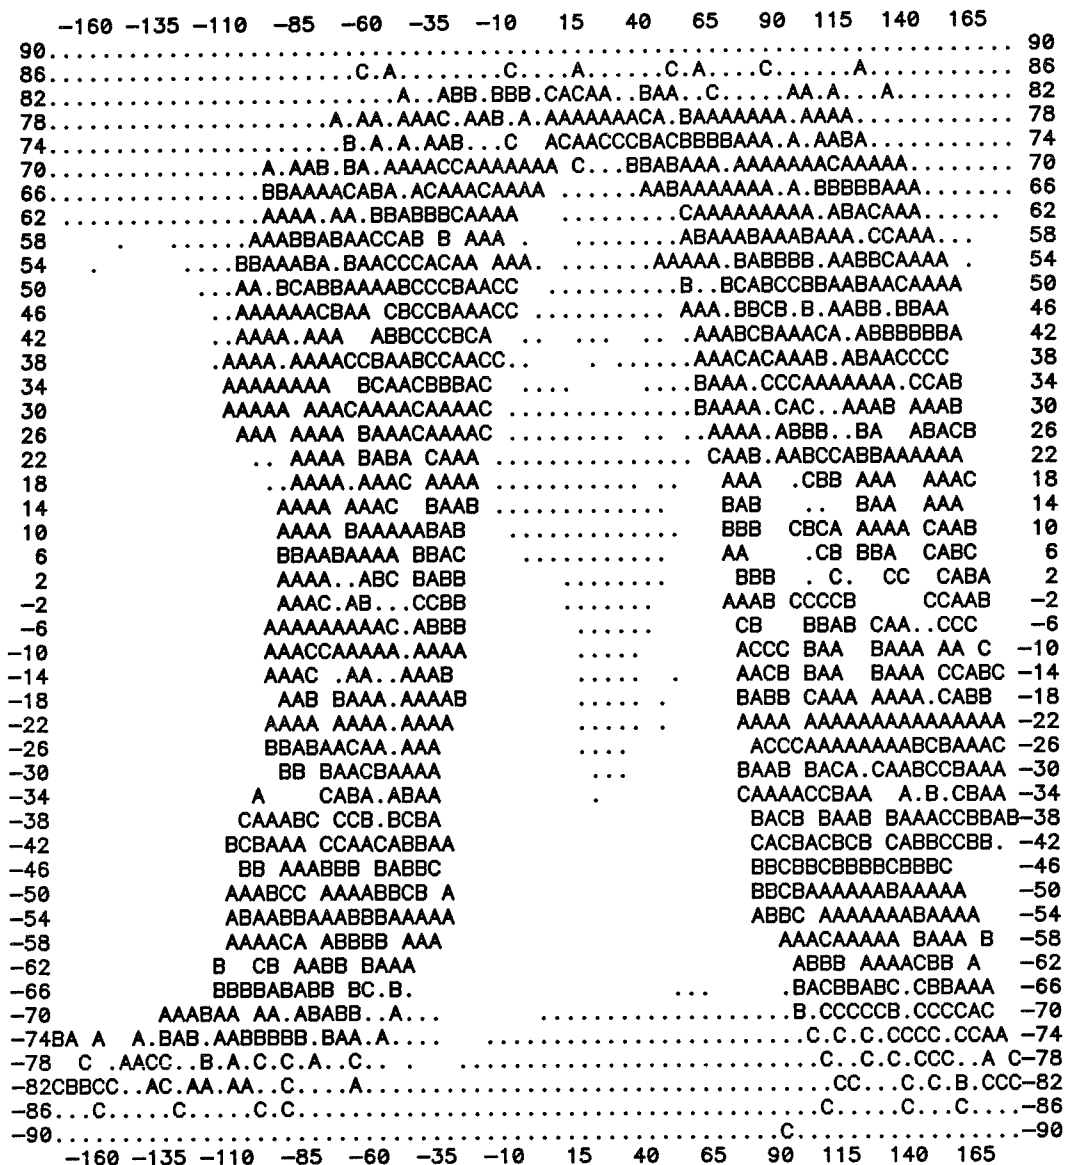 −160 −135 −110 −85 −60 −35 −10 15 40 65 90 115 140 165
90........................................................................ 90
86.......................C.A........C....A......C.A....C......A........... 86
82..........................A..ABB.BBB.CACAA..BAA..C.....AA.A...A......... 82
78.....................A.AA.AAAC.AAB.A.AAAAAAACA.BAAAAAAA.AAAA............ 78
74......................B.A.A.AAB...C  ACAACCCBACBBBBAAA.A.AABA........... 74
70................A.AAB.BA.AAAACCAAAAAAA C...BBABAAA.AAAAAAACAAAAA........ 70
66................BBAAAACABA.ACAAACAAAA ......AABAAAAAAA.A.BBBBBAAA....... 66
62................AAAA.AA.BBABBBCAAAA  .........CAAAAAAAAA.ABACAAA...... 62
58     .   ......AAABBABAACCAB B AAA .  .........ABAAABAAABAAA.CCAAA... 58
54   .      ....BBAAABA.BAACCCACAA AAA. .......AAAAA.BABBBB.AABBCAAAA . 54
50 ...AA.BCABBAAAABCCCBAACC ..........B..BCABCCBBAABAACAAAA 50
46 ..AAAAAACBAA CBCCBAAACC .......... AAA.BBCB.B.AABB.BBAA 46
42 ..AAAA.AAA ABBCCCBCA .. . .. ...AAABCBAAACA.ABBBBBBA 42
38 .AAAA.AAAACCBAABCCAACC.. . .....AAACACAAAB.ABAACCCC 38
34 AAAAAAAA BCAACBBBAC .... . ....BAAA.CCCAAAAAAA.CCAB 34
30 AAAAA AAACAAAACAAAAC ..............BAAAA.CAC..AAAB AAAB 30
26 AAA AAAA BAAACAAAAC ......... .. ..AAAA.ABBB..BA ABACB 26
22 .. AAAA BABA CAAA ............... CAAB.AABCCABBAAAAAA 22
18 ..AAAA.AAAC AAAA ............ . . AAA .CBB AAA AAAC 18
14 AAAA AAAC BAAB ............. . BAB .. BAA AAA 14
10 AAAA BAAAAABAB ............ . BBB CBCA AAAA CAAB 10
6 BBAABAAAA BBAC ........... AA .CB BBA CABC 6
2 AAAA..ABC BABB ........ BBB . C. CC CABA 2
−2 AAAC.AB...CCBB ....... AAAB CCCCB CCAAB −2
−6 AAAAAAAAAC.ABBB ...... CB BBAB CAA..CCC −6
−10 AAACCAAAAA.AAAA ..... ACCC BAA BAAA AA C −10
−14 AAAC .AA..AAAB ..... . AACB BAA BAAA CCABC −14
−18 AAB BAAA.AAAAB .... . . BABB CAAA AAAA.CABB −18
−22 AAAA AAAA.AAAA .... .. . AAAA AAAAAAAAAAAAAAA −22
−26 BBABAACAA.AAA .... ACCCAAAAAAAABCBAAAC −26
−30 BB BAACBAAAA ... BAAB BACA.CAABCCBAAA −30
−34 A CABA.ABAA . CAAAACCBAA A.B.CBAA −34
−38 CAAABC CCB.BCBA BACB BAAB BAAACCBBAB−38
−42 BCBAAA CCAACABBAA CACBACBCB CABBCCBB. −42
−46 BB AAABBB BABBC BBCBBCBBBBCBBBC −46
−50 AAABCC AAAABBCB A BBCBAAAAAABAAAAA −50
−54 ABAABBAAABBBAAAAA ABBC AAAAAAABAAAA −54
−58 AAAACA ABBBB AAA AAACAAAAA BAAA B −58
−62 B CB AABB BAAA ABBB AAAACBB A −62
−66 BBBBABABB BC.B. ... .BACBBABC.CBBAAA −66
−70 AAABAA AA.ABABB..A... ...................B.CCCCCB.CCCCAC −70
−74BA A A.BAB.AABBBBB.BAA.A.... ..........................C.C.C.CCCC.CCAA −74
−78 C .AACC..B.A.C.C.A..C.. . ...........................C...C.C.CCC..A C−78
−82CBBCC..AC.AA.AA..C....A...................................CC...C.C.B.CCC−82
−86...C.....C.....C.C........................................C.....C...C....−86
−90.......................................................C.................−90
−160 −135 −110 −85 −60 −35 −10 15 40 65 90 115 140 165